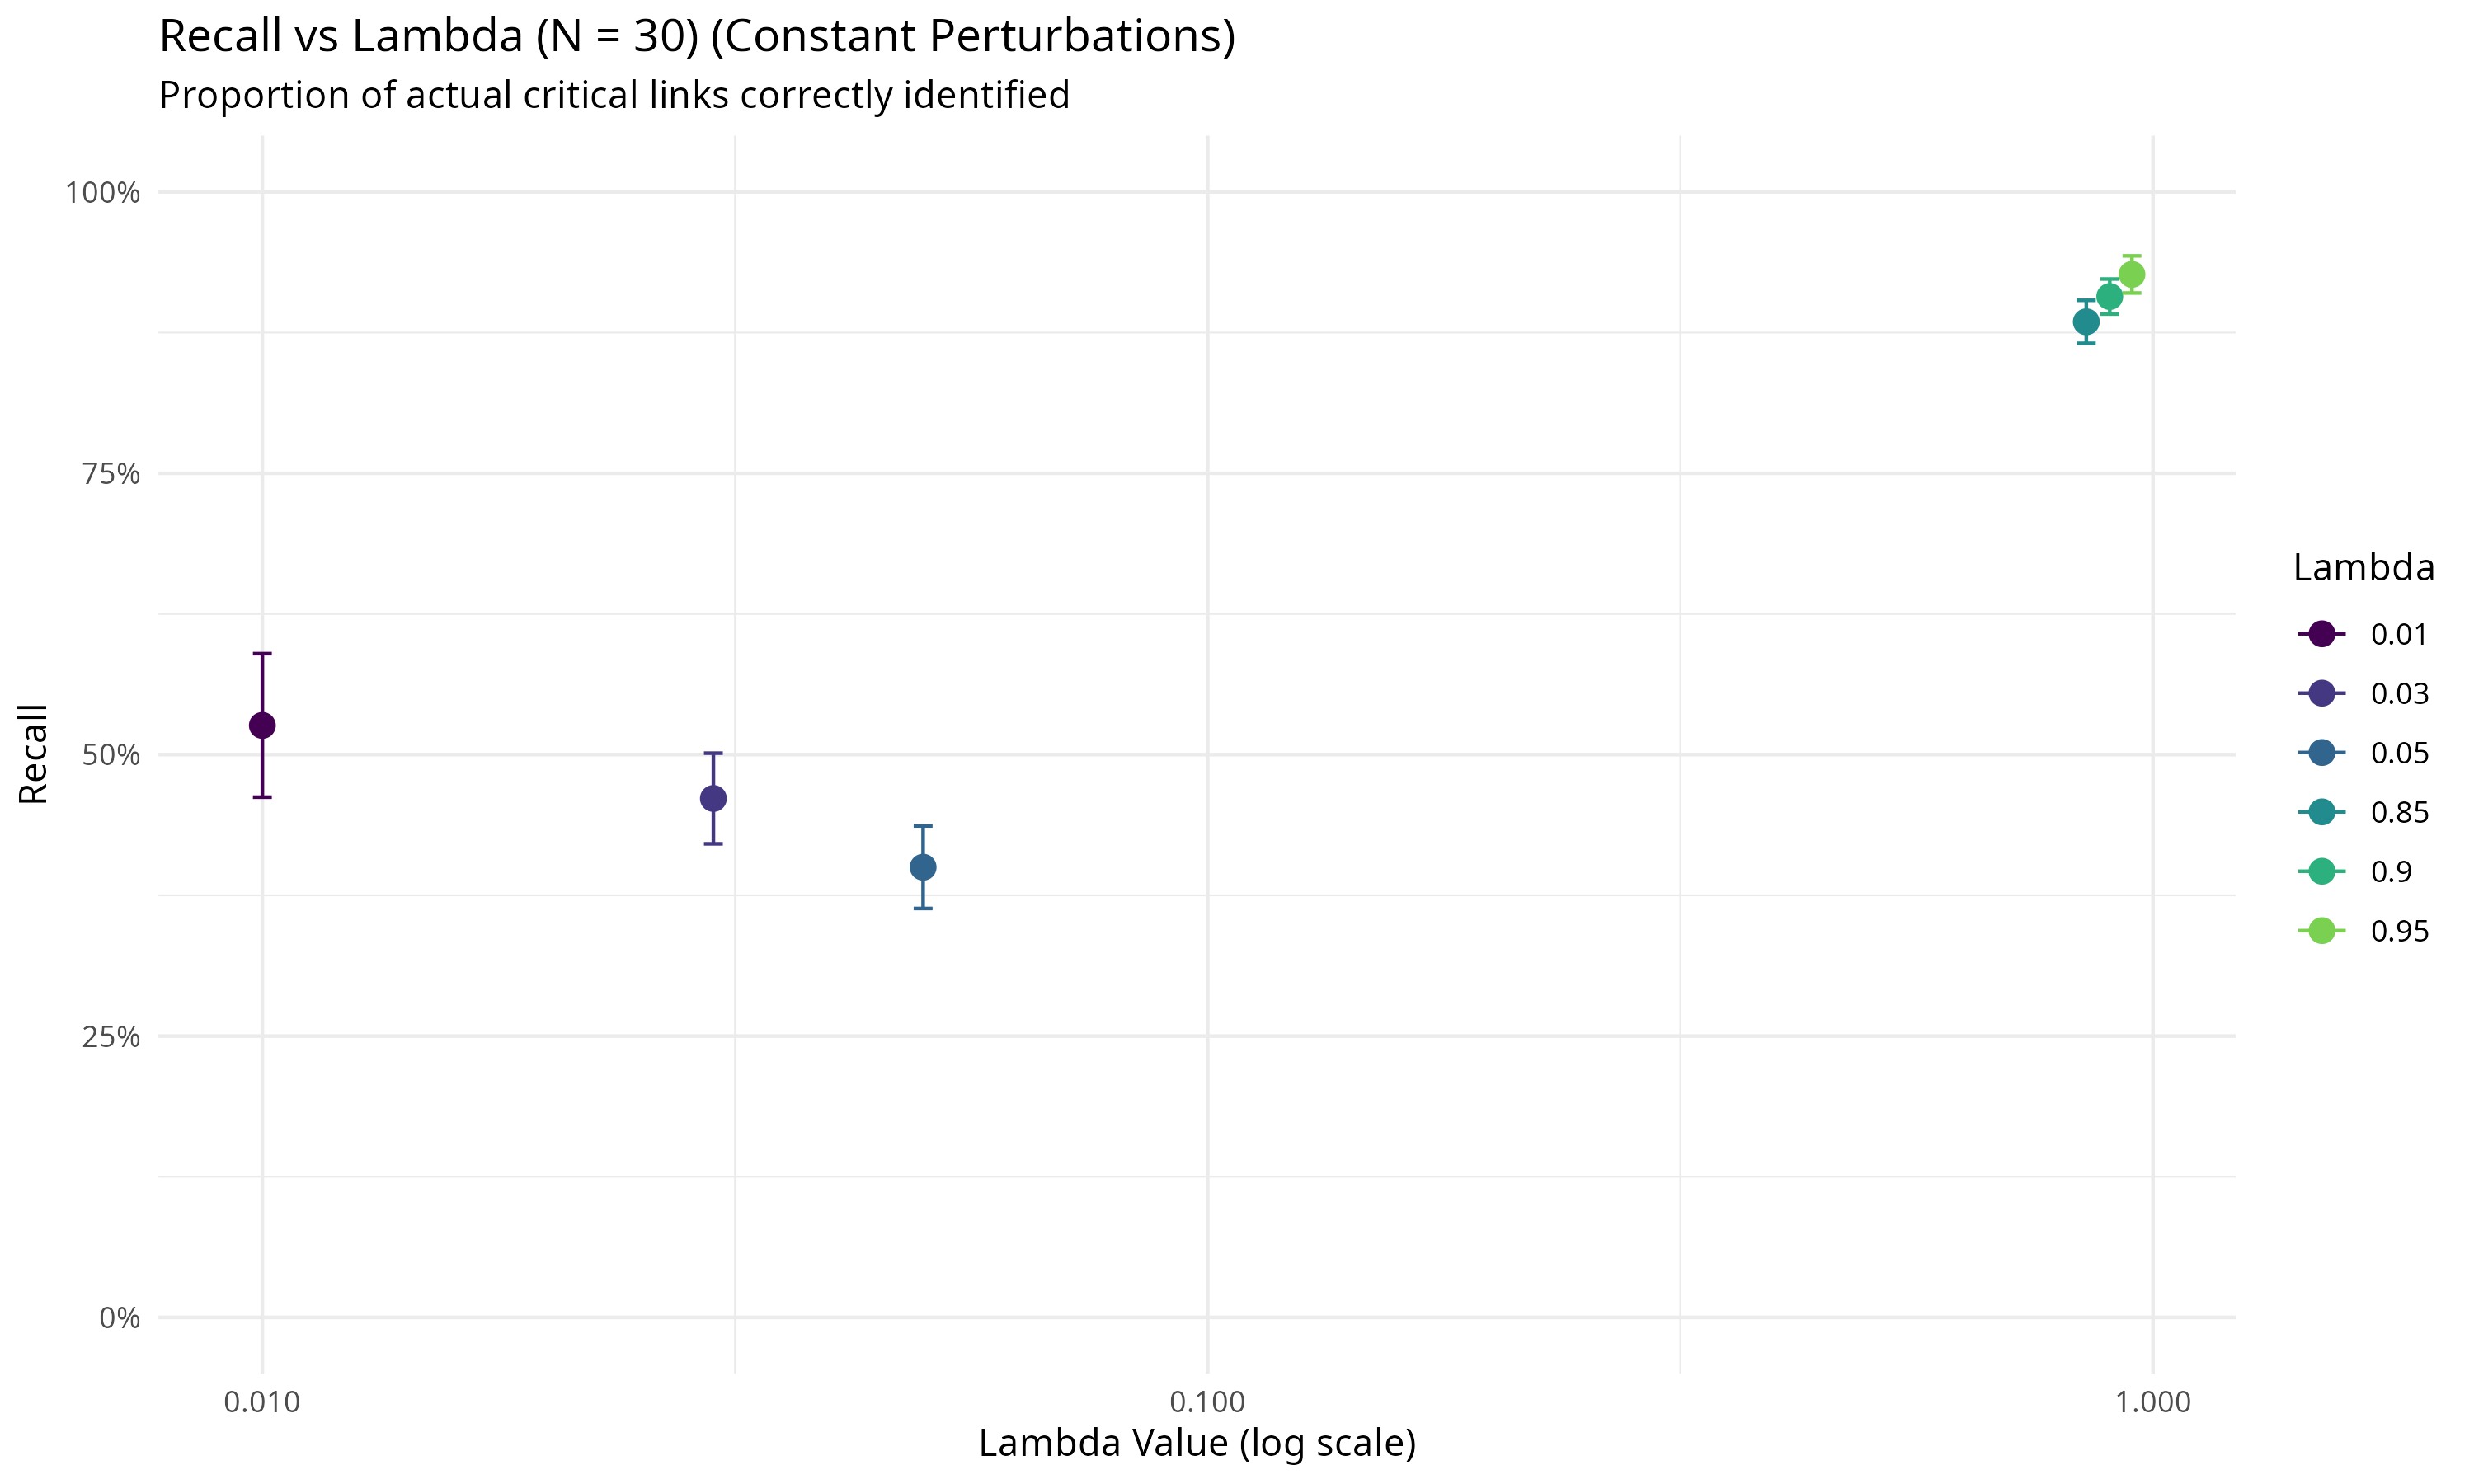 Recall vs Lambda (N = 30) (Constant Perturbations)
Proportion of actual critical links correctly identified
100%
75%
50%
25%
0%
Recall
0.010
0.100
1.000
Lambda Value (log scale)
Lambda
0.01
0.03
0.05
0.85
0.9
0.95